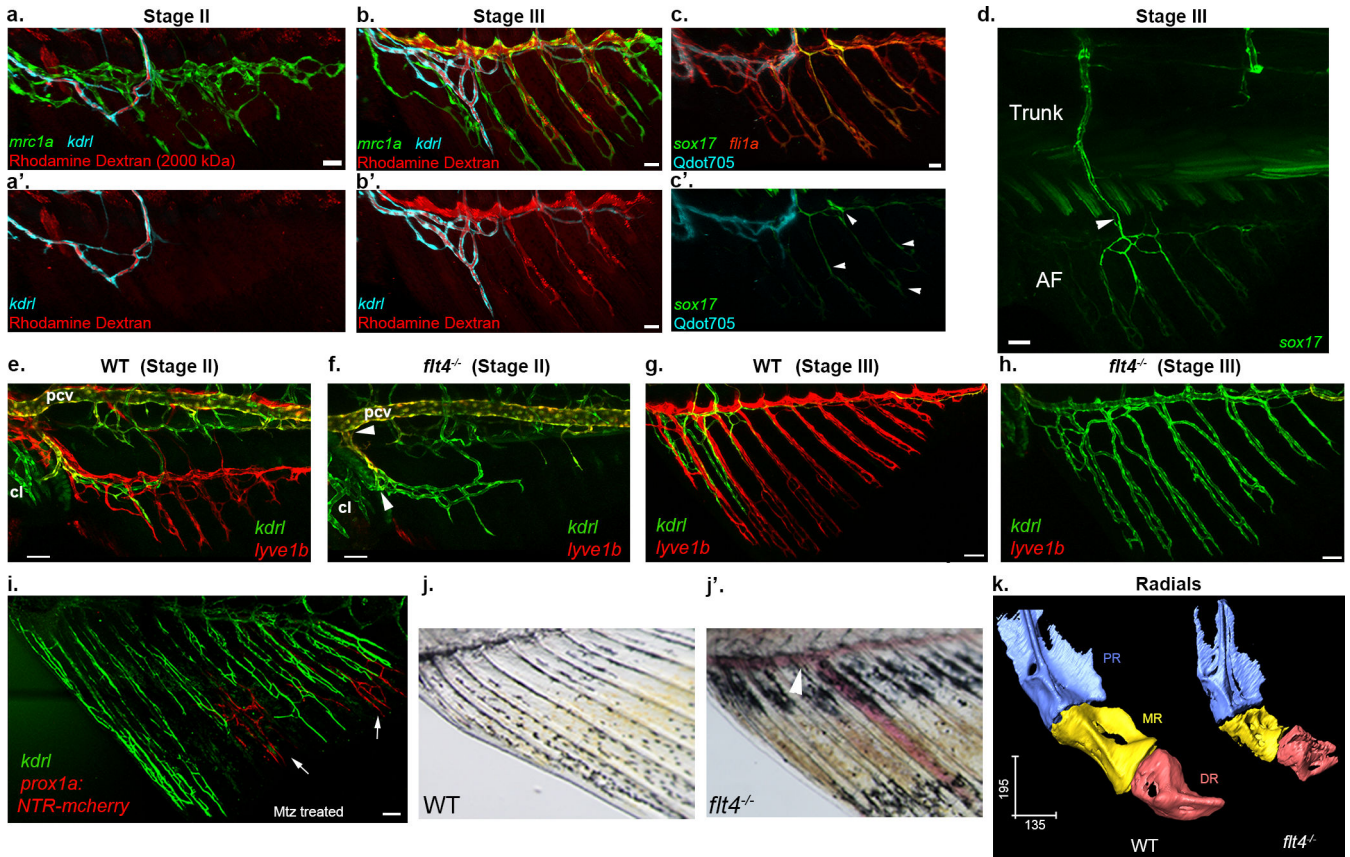 a. Stage II
mrc1a kdrl
Rhodamine Dextran (2000 kDa)
a'.
kdrl
Rhodamine Dextran
b. Stage III
mrc1a kdrl
Rhodamine Dextran
b'.
kdrl
Rhodamine Dextran
c.
sox17 fli1a
Qdot705
c'.
sox17
Qdot705
d. Stage III
Trunk
AF
sox17
e. WT (Stage II)
pcv
cl
kdrl
lyve1b
f. flt4-/- (Stage II)
pcv
cl
kdrl
lyve1b
g. WT (Stage III)
kdrl
lyve1b
h. flt4-/- (Stage III)
kdrl
lyve1b
i.
kdrl
prox1a:
NTR-mcherry
Mtz treated
j.
WT
j’.
flt4-/-
k. Radials
PR
MR
DR
195
135
WT
flt4-/-